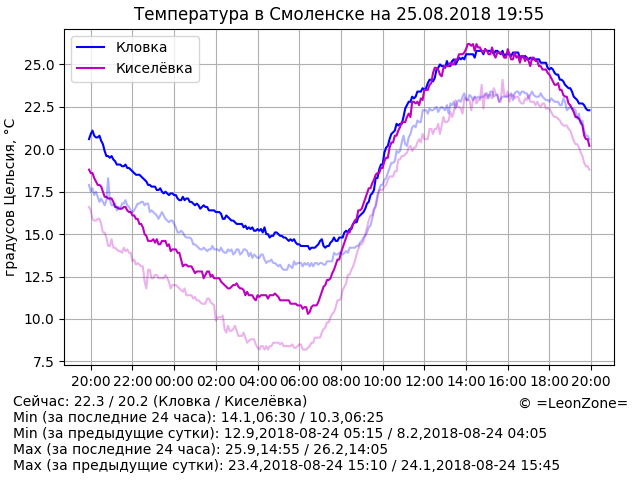 Температура в Смоленске на 25.08.2018 19:55
Кловка
Киселёвка
градусов Цельсия, °C
25.0
22.5
20.0
17.5
15.0
12.5
10.0
7.5
20:00 22:00 00:00 02:00 04:00 06:00 08:00 10:00 12:00 14:00 16:00 18:00 20:00
Сейчас: 22.3 / 20.2 (Кловка / Киселёвка)
© =LeonZone=
Min (за последние 24 часа): 14.1,06:30 / 10.3,06:25
Min (за предыдущие сутки): 12.9,2018-08-24 05:15 / 8.2,2018-08-24 04:05
Max (за последние 24 часа): 25.9,14:55 / 26.2,14:05
Max (за предыдущие сутки): 23.4,2018-08-24 15:10 / 24.1,2018-08-24 15:45